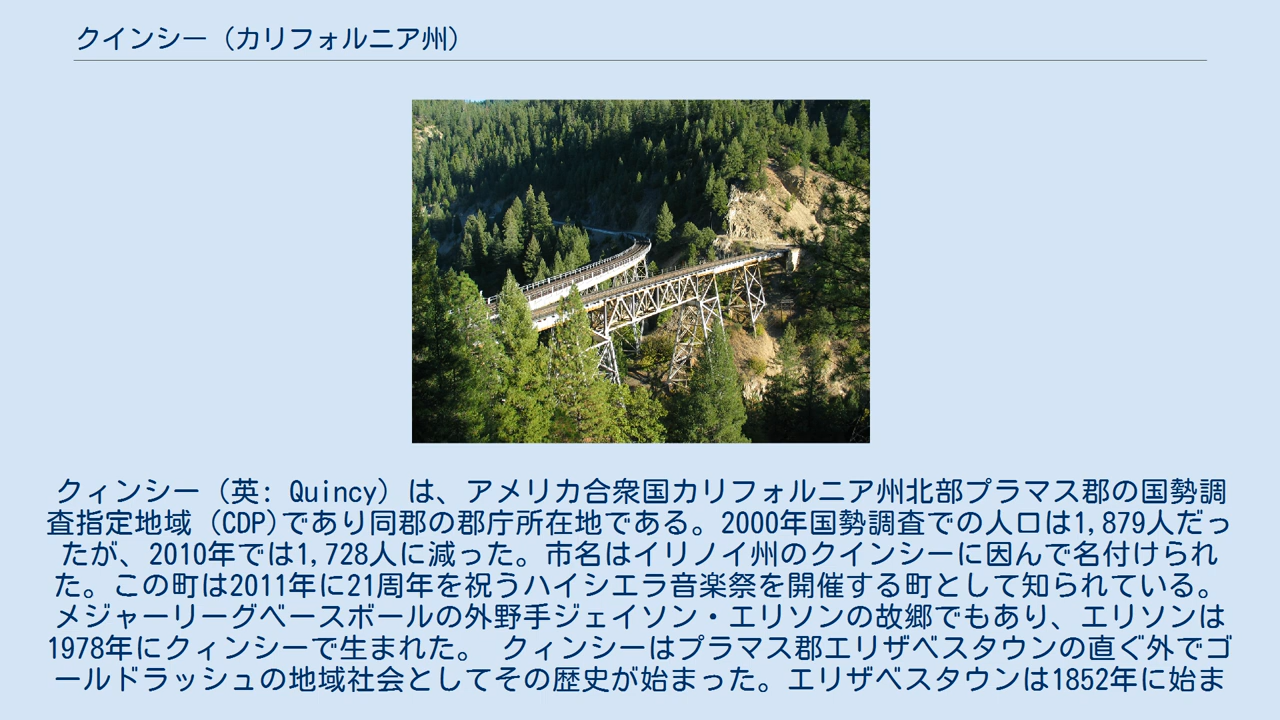 クインシー（カリフォルニア州）
クィンシー（英: Quincy）は、アメリカ合衆国カリフォルニア州北部プラマス郡の国勢調
査指定地域 (CDP)であり同郡の郡庁所在地である。2000年国勢調査での人口は1,879人だっ
たが、2010年では1,728人に減った。市名はイリノイ州のクインシーに因んで名付けられ
た。この町は2011年に21周年を祝うハイシエラ音楽祭を開催する町として知られている。
メジャーリーグベースボールの外野手ジェイソン・エリソンの故郷でもあり、エリソンは
1978年にクィンシーで生まれた。 クィンシーはプラマス郡エリザベスタウンの直ぐ外でゴ
ールドラッシュの地域社会としてその歴史が始まった。エリザベスタウンは1852年に始ま